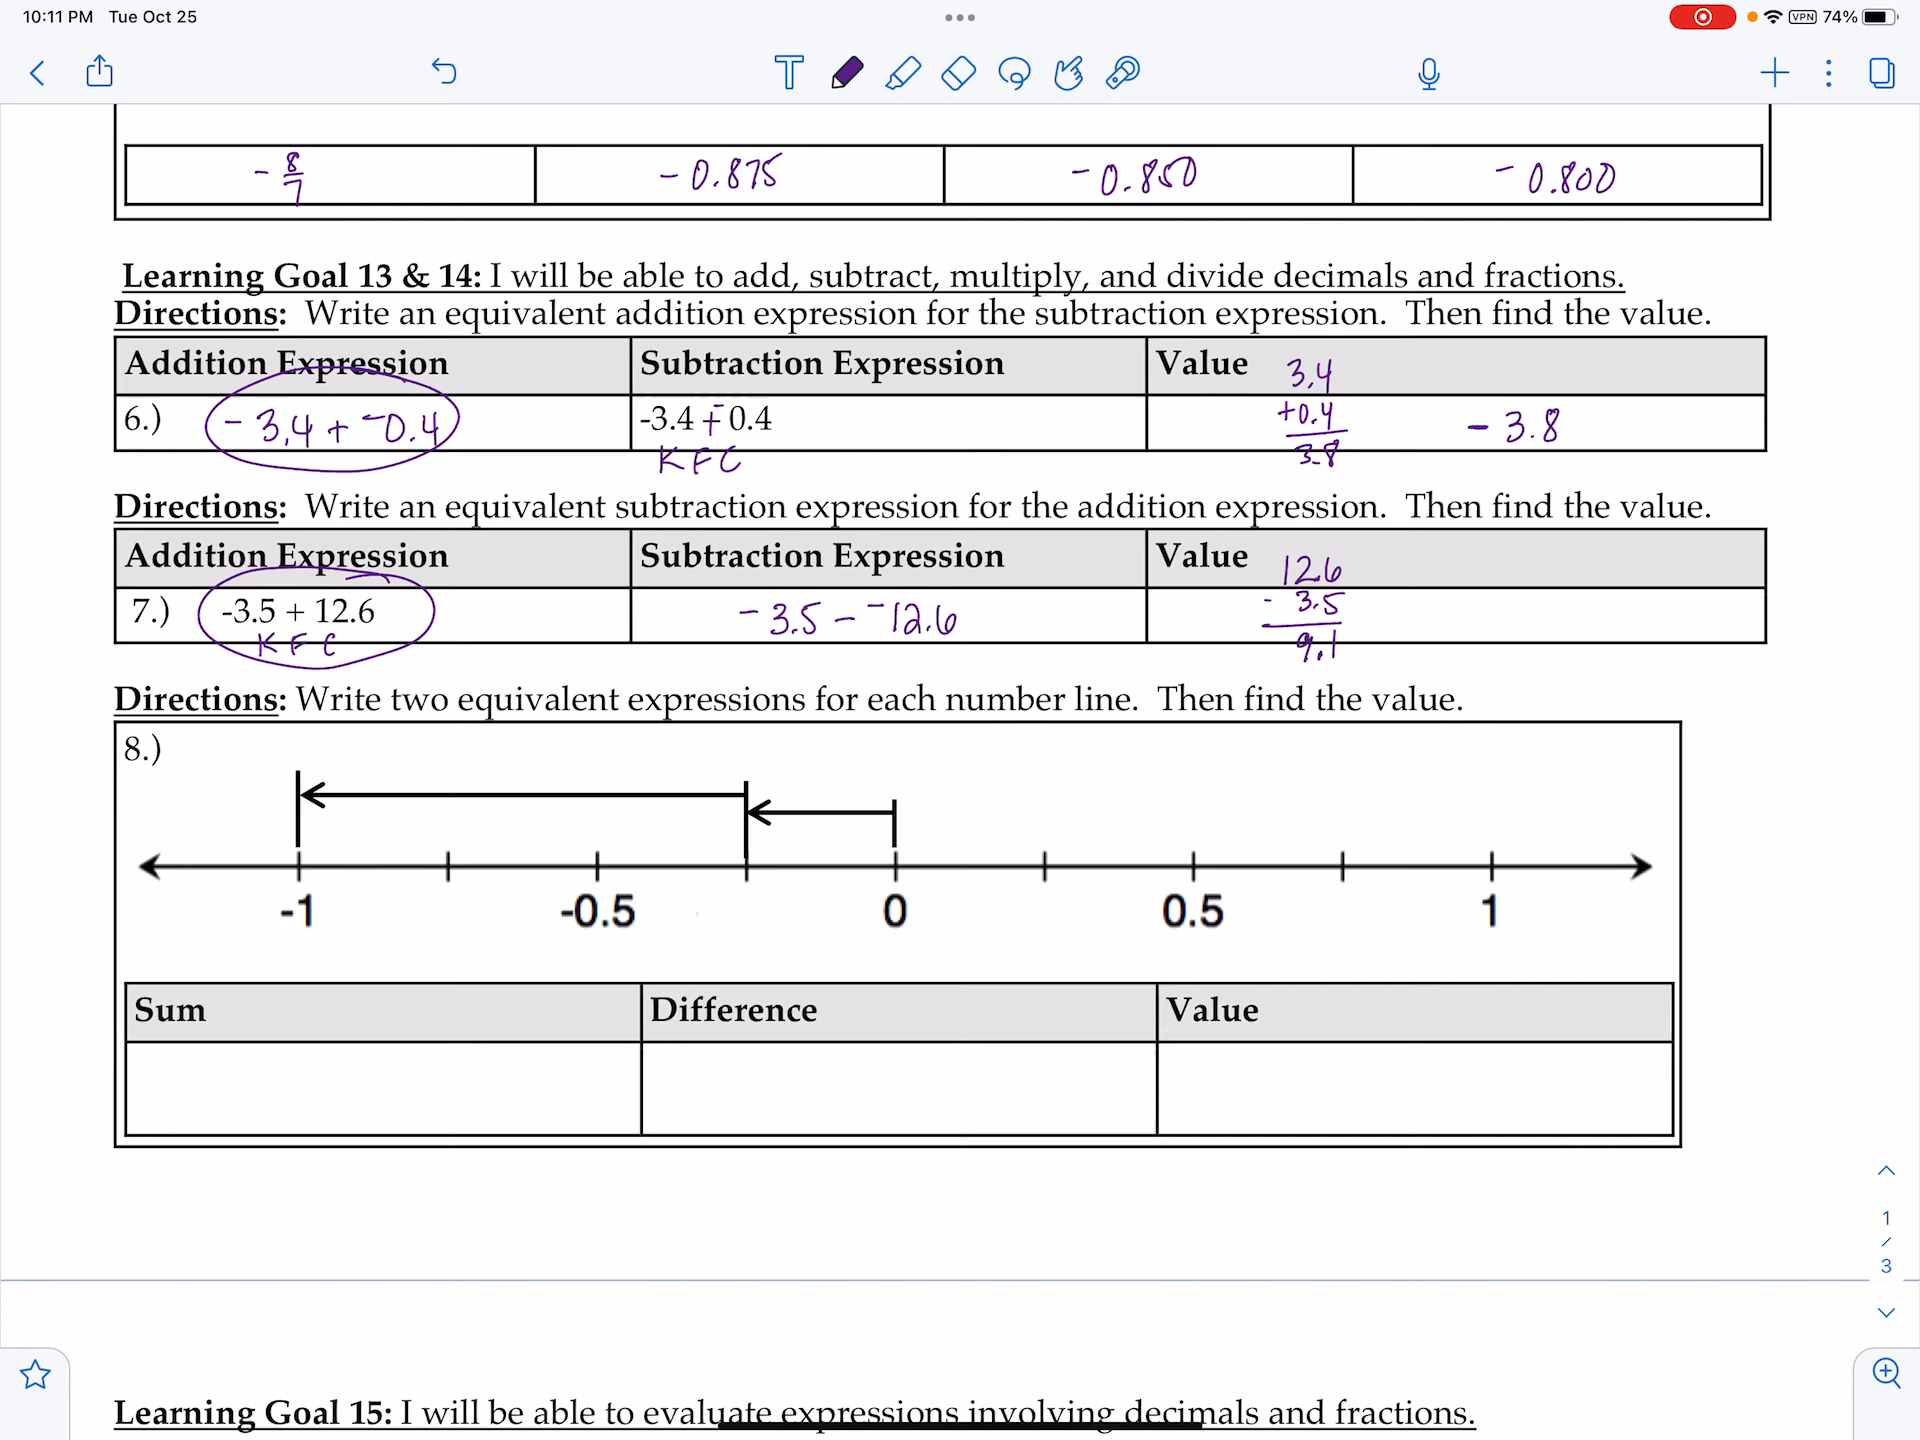 10:11 PM Tue Oct 25
VPN 74%
T
- 8/7 -0.875 -0.850 -0.800
Learning Goal 13 & 14: I will be able to add, subtract, multiply, and divide decimals and fractions.
Directions: Write an equivalent addition expression for the subtraction expression. Then find the value.
Addition Expression Subtraction Expression Value 3.4
6.) -3.4 + -0.4 -3.4 + -0.4 +0.4 -3.8
KFC 3.8
Directions: Write an equivalent subtraction expression for the addition expression. Then find the value.
Addition Expression Subtraction Expression Value 12.6
7.) -3.5 + 12.6 -3.5 - -12.6 - 3.5
KFC 9.1
Directions: Write two equivalent expressions for each number line. Then find the value.
8.)
-1 -0.5 0 0.5 1
Sum Difference Value
1
/
3
Learning Goal 15: I will be able to evaluate expressions involving decimals and fractions.